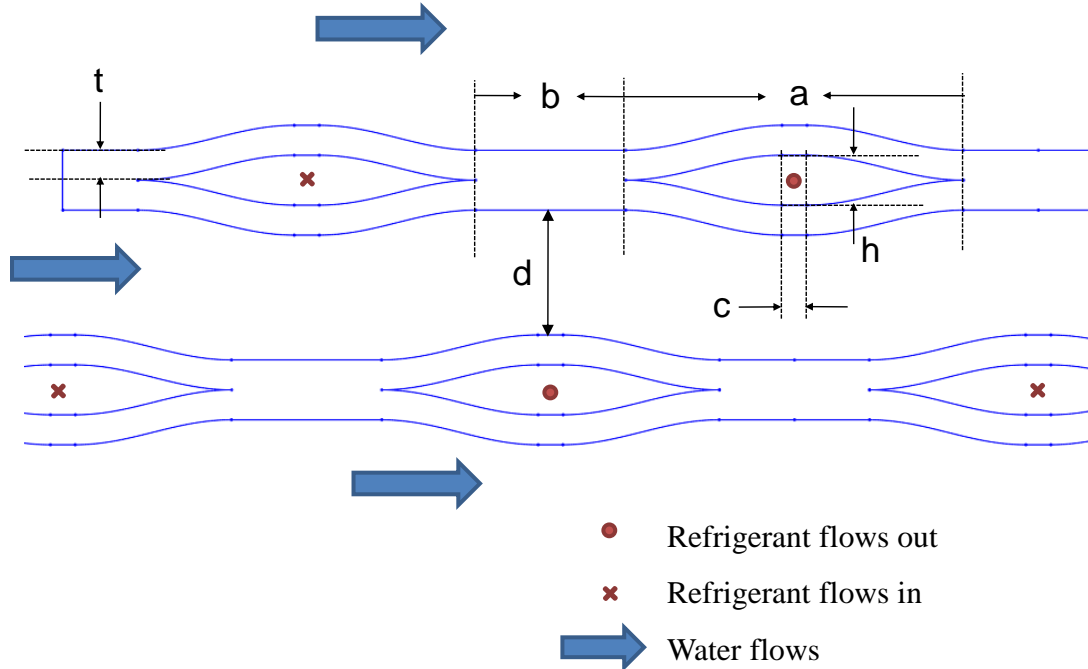 t
b
a
h
d
c
Refrigerant flows out
Refrigerant flows in
Water flows